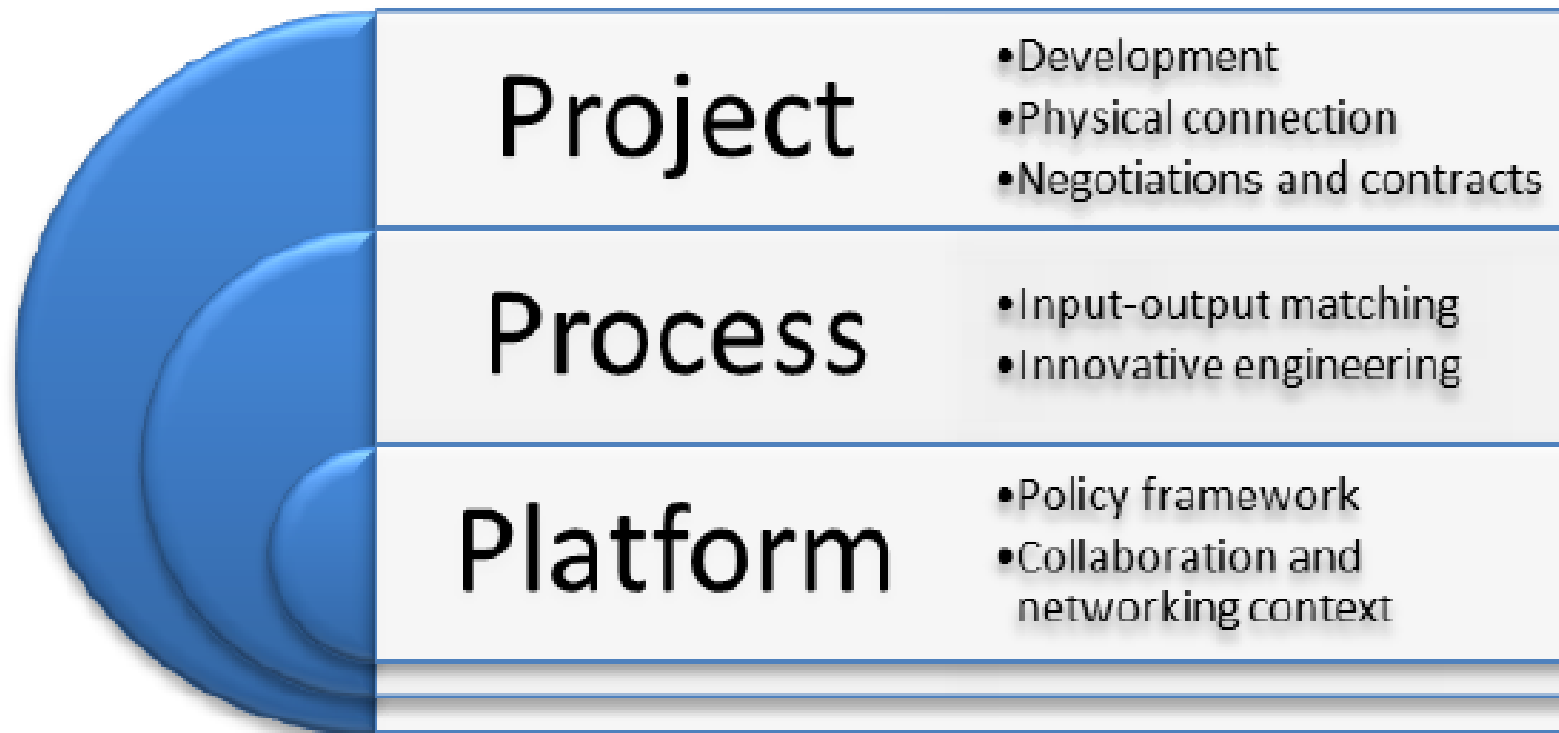 Project
•Development
•Physical connection
•Negotiations and contracts
Process
•Input-output matching
•Innovative engineering
Platform
•Policy framework
•Collaboration and
networking context